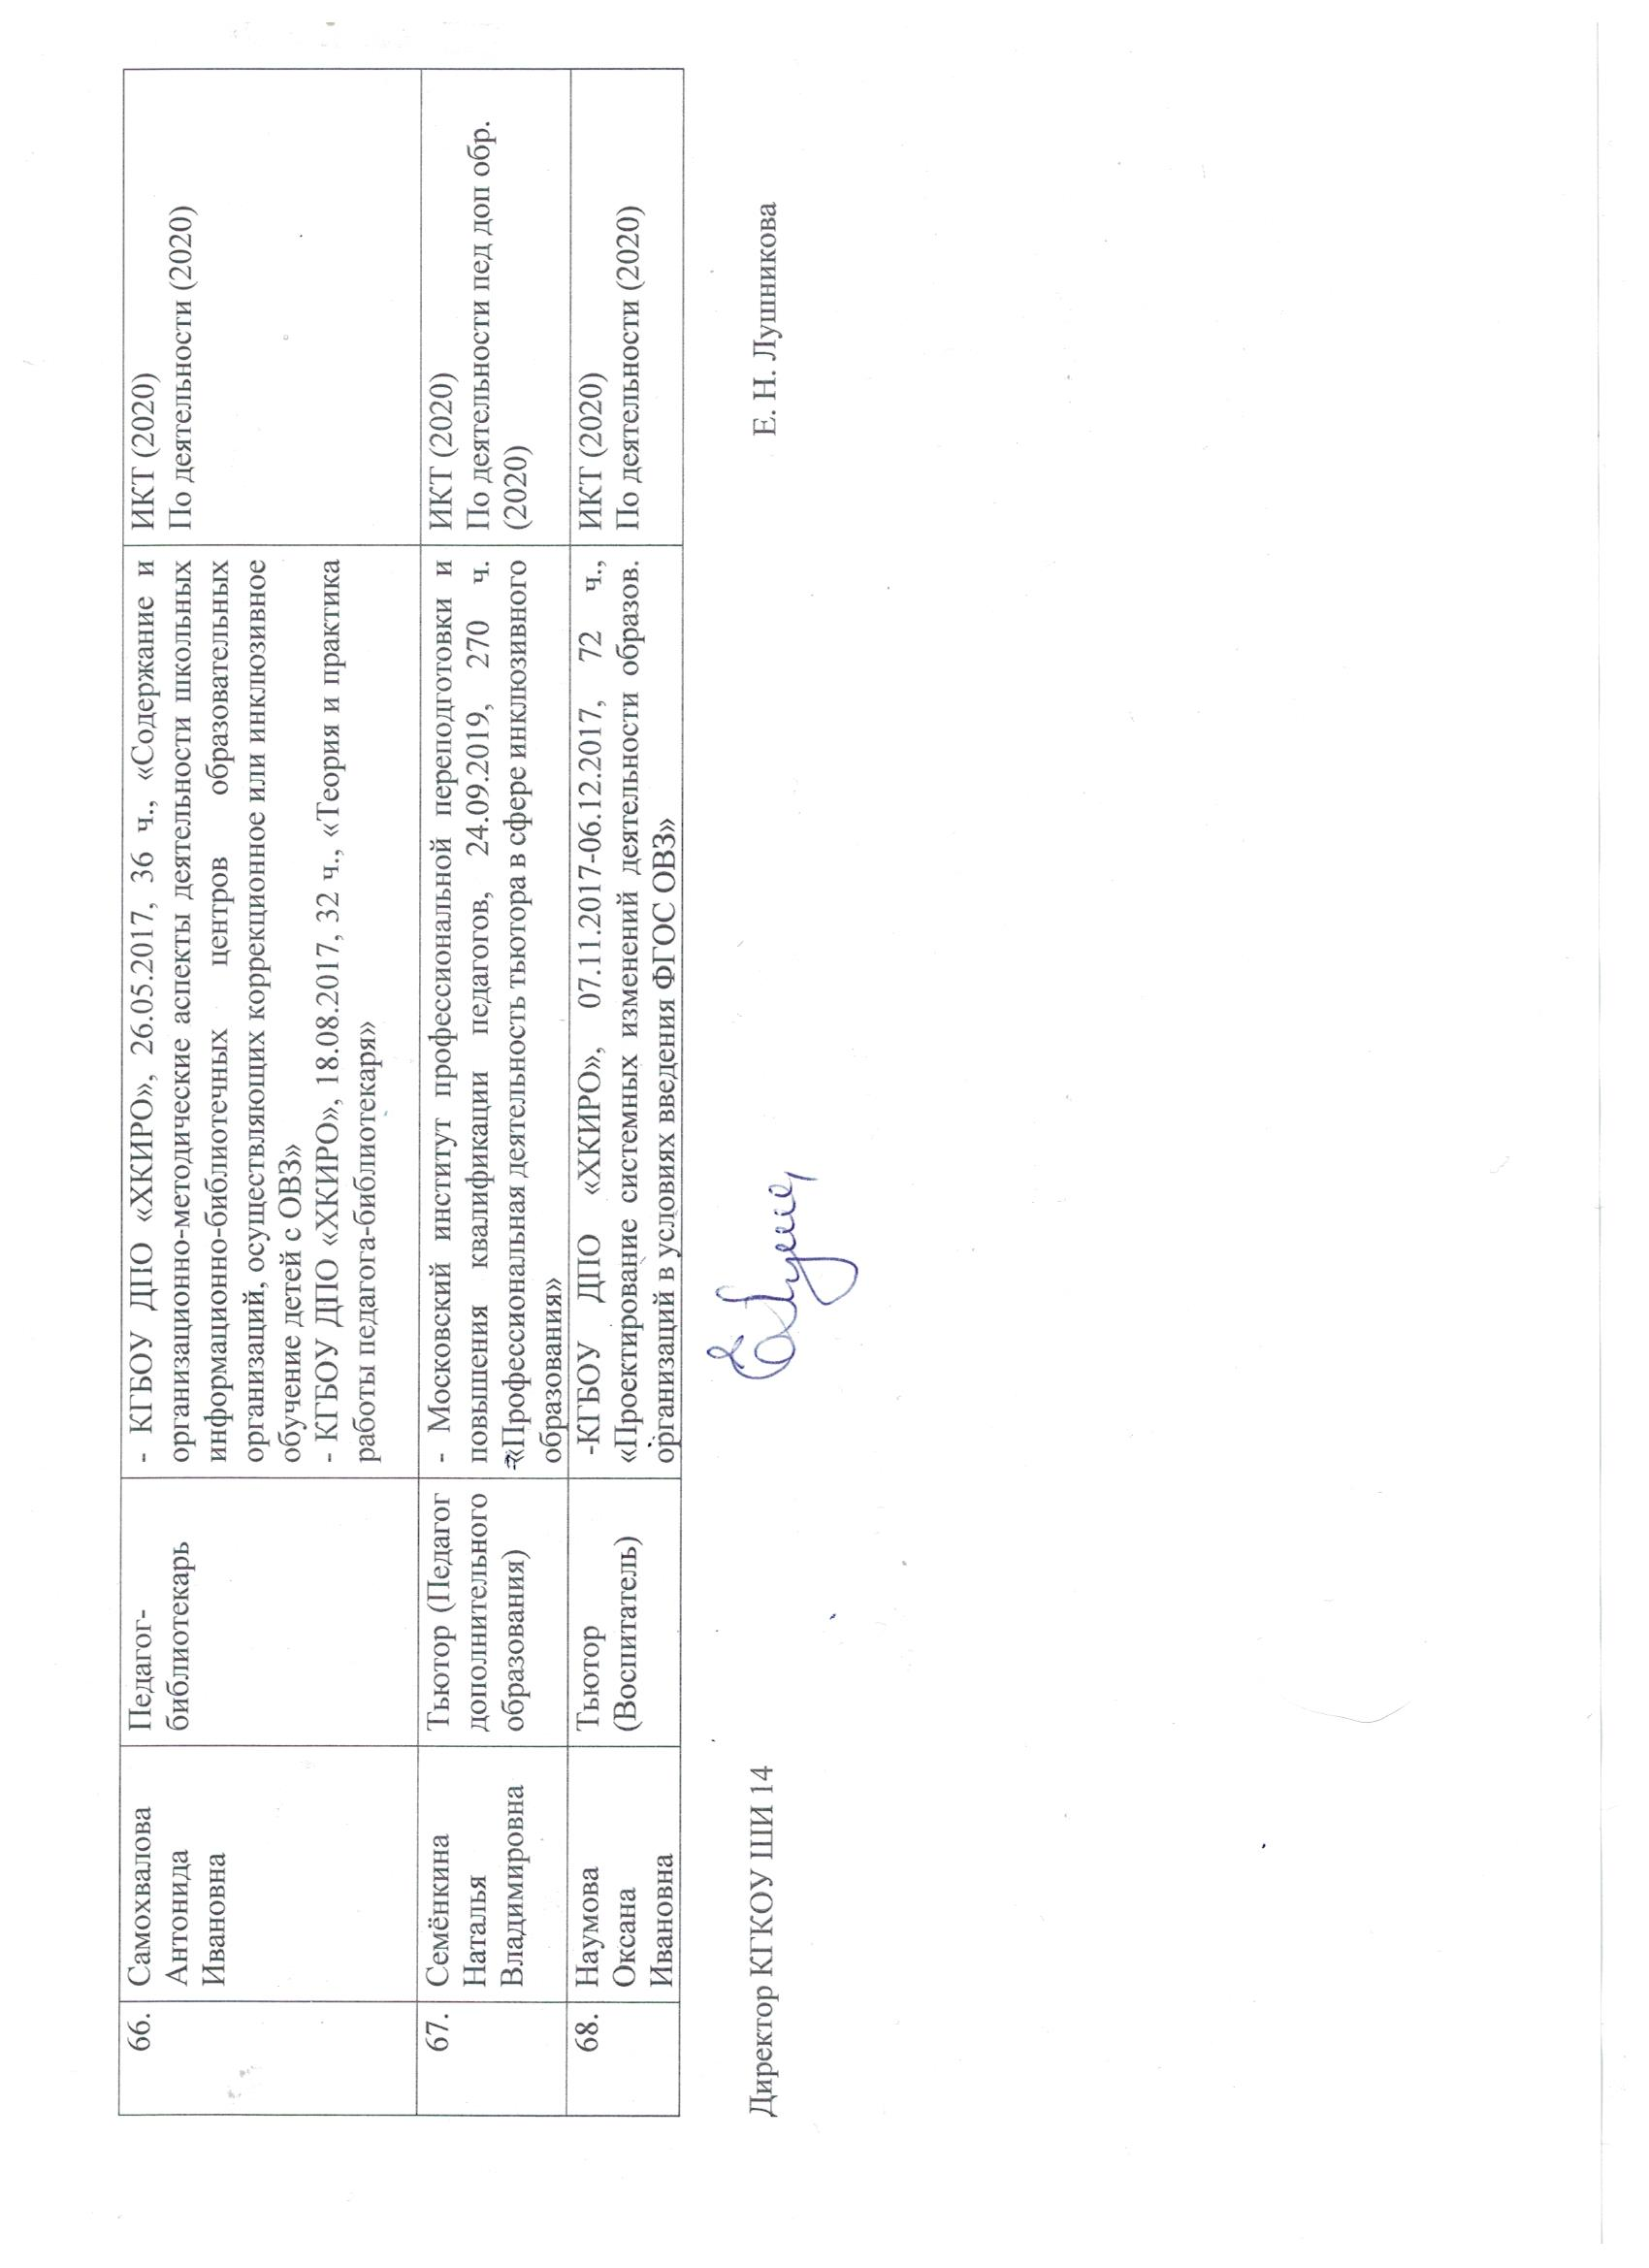 66.
Самохвалова
Антонида
Ивановна
Педагог-
библиотекарь
- КГБОУ ДПО «ХКИРО», 26.05.2017, 36 ч., «Содержание и
организационно-методические аспекты деятельности школьных
информационно-библиотечных центров образовательных
организаций, осуществляющих коррекционное или инклюзивное
обучение детей с ОВЗ»
- КГБОУ ДПО «ХКИРО», 18.08.2017, 32 ч., «Теория и практика
работы педагога-библиотекаря»
ИКТ (2020)
По деятельности (2020)
67.
Семёнкина
Наталья
Владимировна
Тьютор (Педагог
дополнительного
образования)
- Московский институт профессиональной переподготовки и
повышения квалификации педагогов, 24.09.2019, 270 ч.
«Профессиональная деятельность тьютора в сфере инклюзивного
образования»
ИКТ (2020)
По деятельности пед доп обр.
(2020)
68.
Наумова
Оксана
Ивановна
Тьютор
(Воспитатель)
-КГБОУ ДПО «ХКИРО», 07.11.2017-06.12.2017, 72 ч.,
«Проектирование системных изменений деятельности образов.
организаций в условиях введения ФГОС ОВЗ»
ИКТ (2020)
По деятельности (2020)
Директор КГКОУ ШИ 14 Е. Н. Лушникова